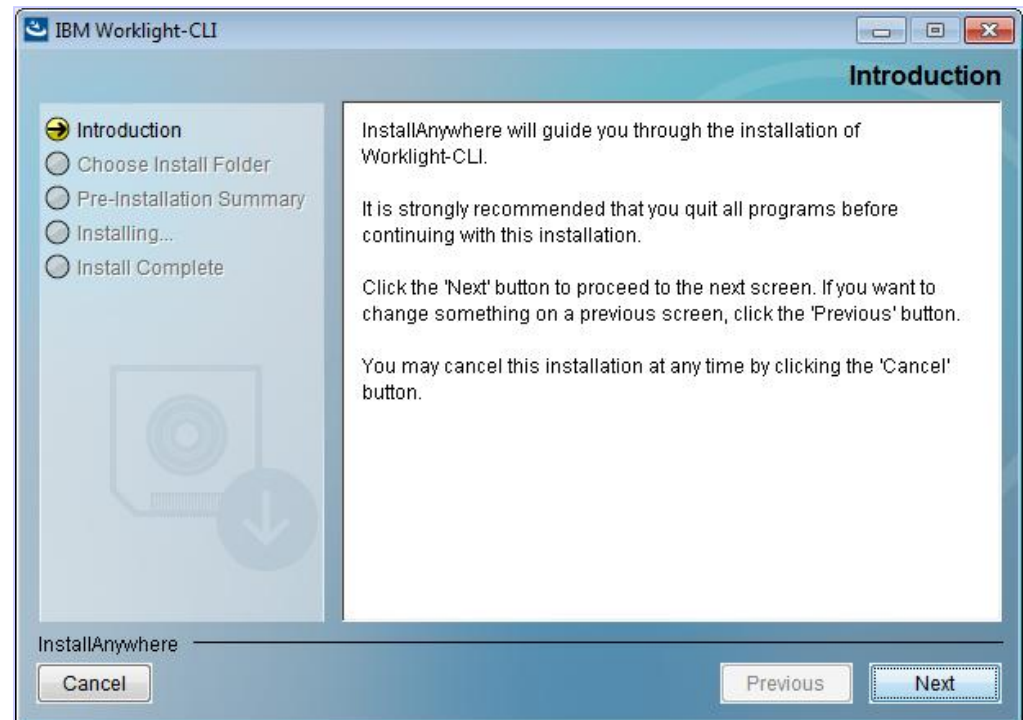 IBM Worklight-CLI
Introduction
Introduction
Choose Install Folder
Pre-Installation Summary
Installing...
Install Complete
InstallAnywhere will guide you through the installation of
Worklight-CLI.
It is strongly recommended that you quit all programs before
continuing with this installation.
Click the 'Next' button to proceed to the next screen. If you want to
change something on a previous screen, click the 'Previous' button.
You may cancel this installation at any time by clicking the 'Cancel'
button.
InstallAnywhere
Cancel
Previous
Next